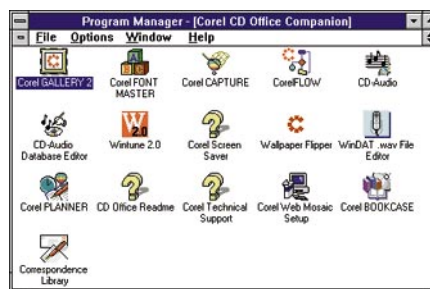 Program Manager - [Corel CD Office Companion]
File Options Window Help
Corel GALLERY 2 Corel FONT MASTER Corel CAPTURE CorelFLOW CD-Audio
CD-Audio Database Editor Wintune 2.0 Corel Screen Saver Wallpaper Flipper WinDAT .wav File Editor
Corel PLANNER CD Office Readme Corel Technical Support Corel Web Mosaic Setup Corel BOOKCASE
Correspondence Library